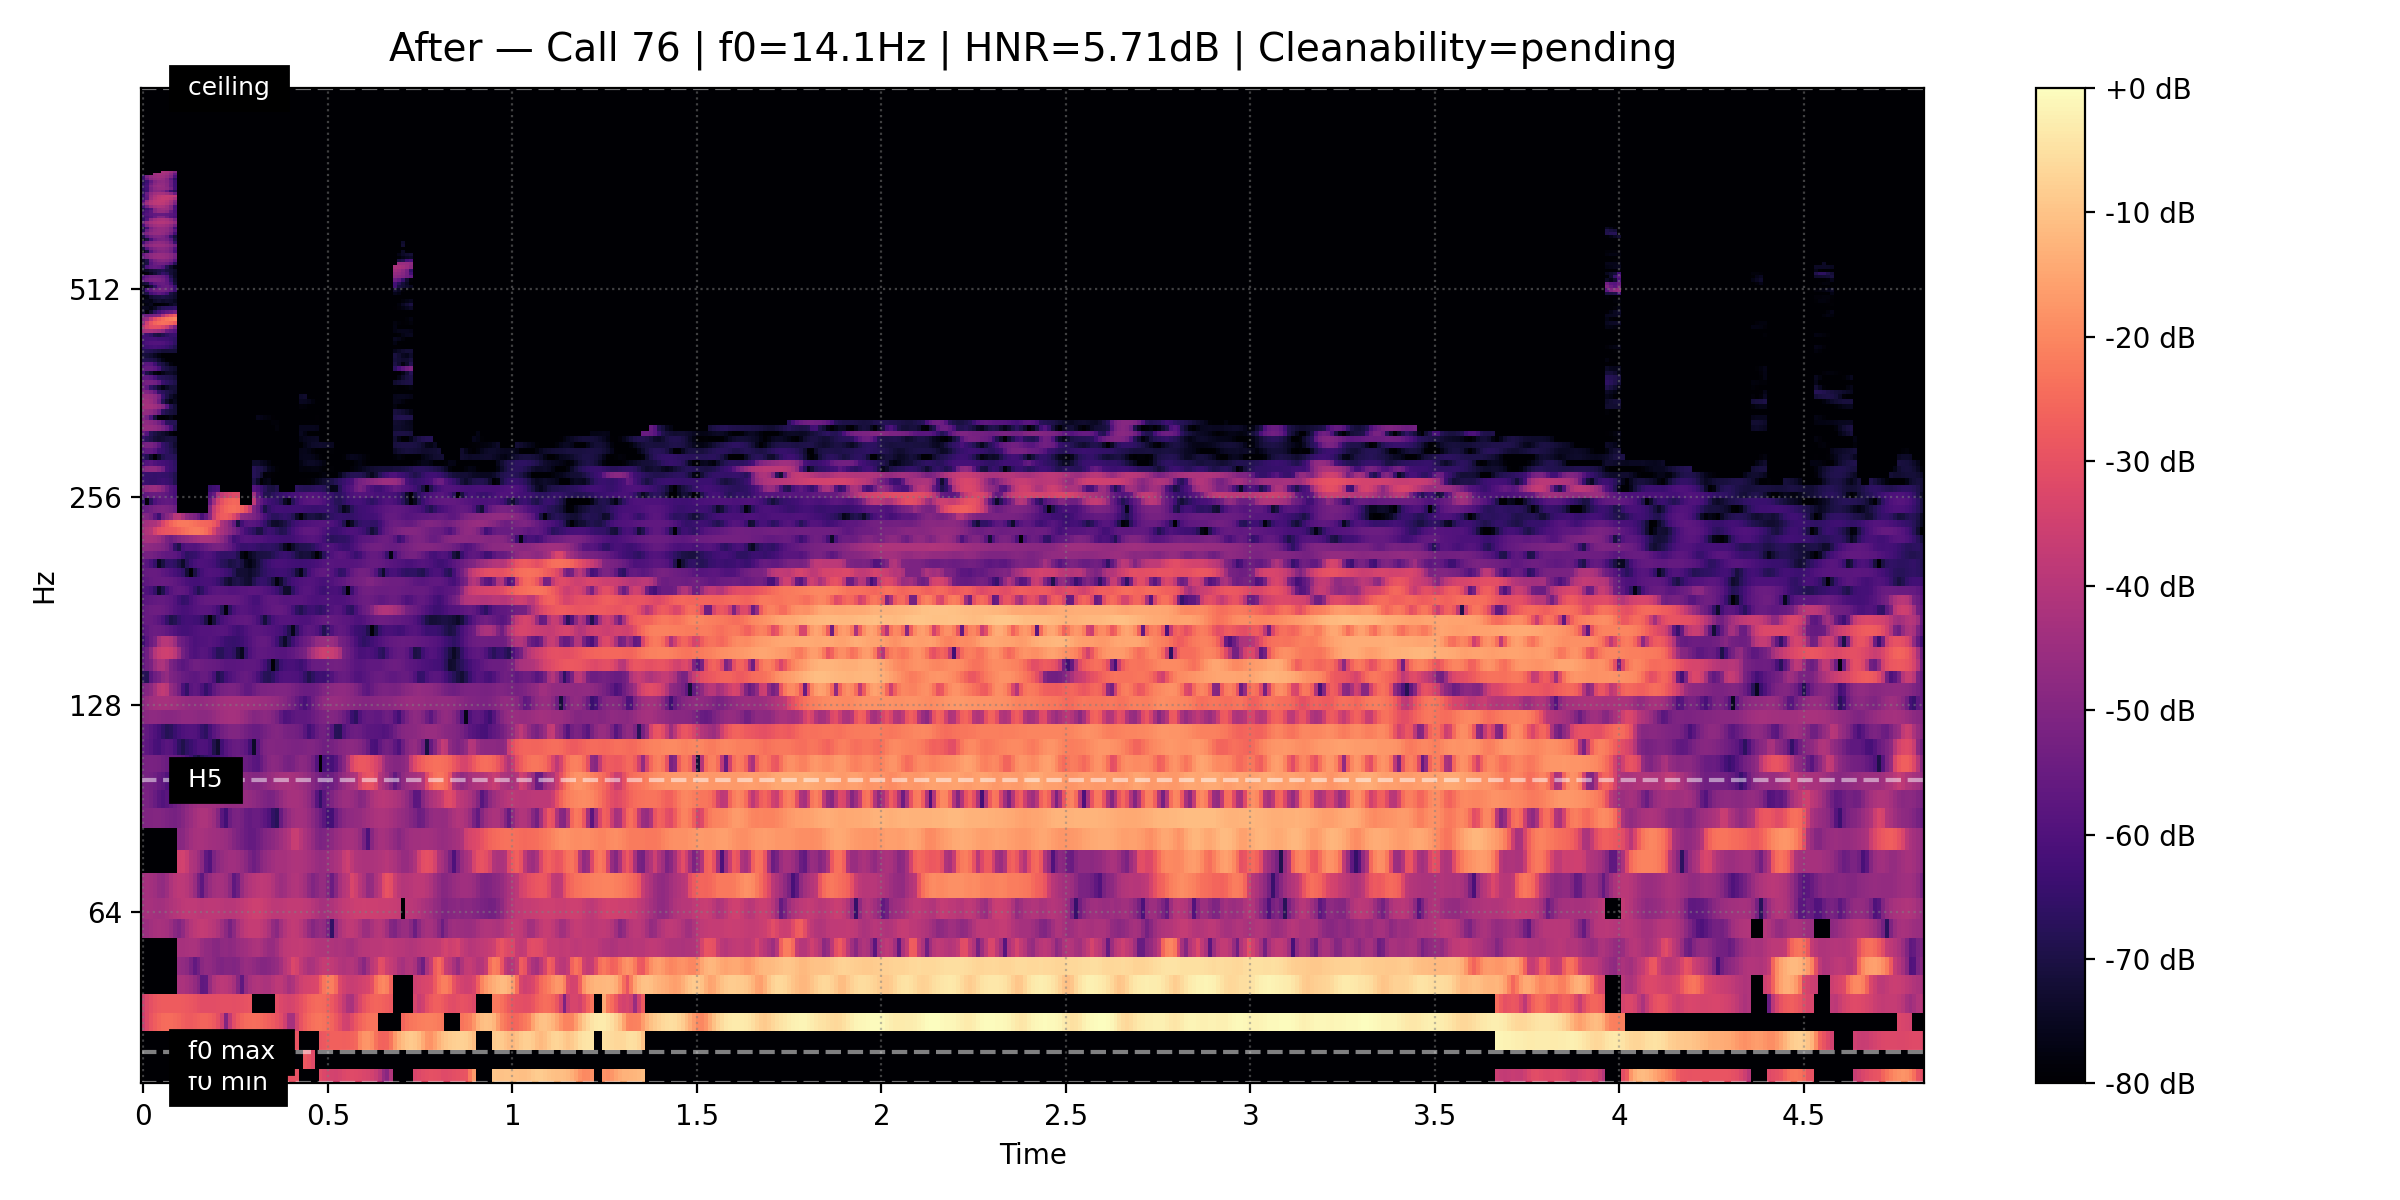 After — Call 76 | f0=14.1Hz | HNR=5.71dB | Cleanability=pending
ceiling
+0 dB
-10 dB
512
-20 dB
-30 dB
256
-40 dB
Hz
-50 dB
128
H5
-60 dB
64
-70 dB
f0 max
f0 min
-80 dB
0 0.5 1 1.5 2 2.5 3 3.5 4 4.5
Time